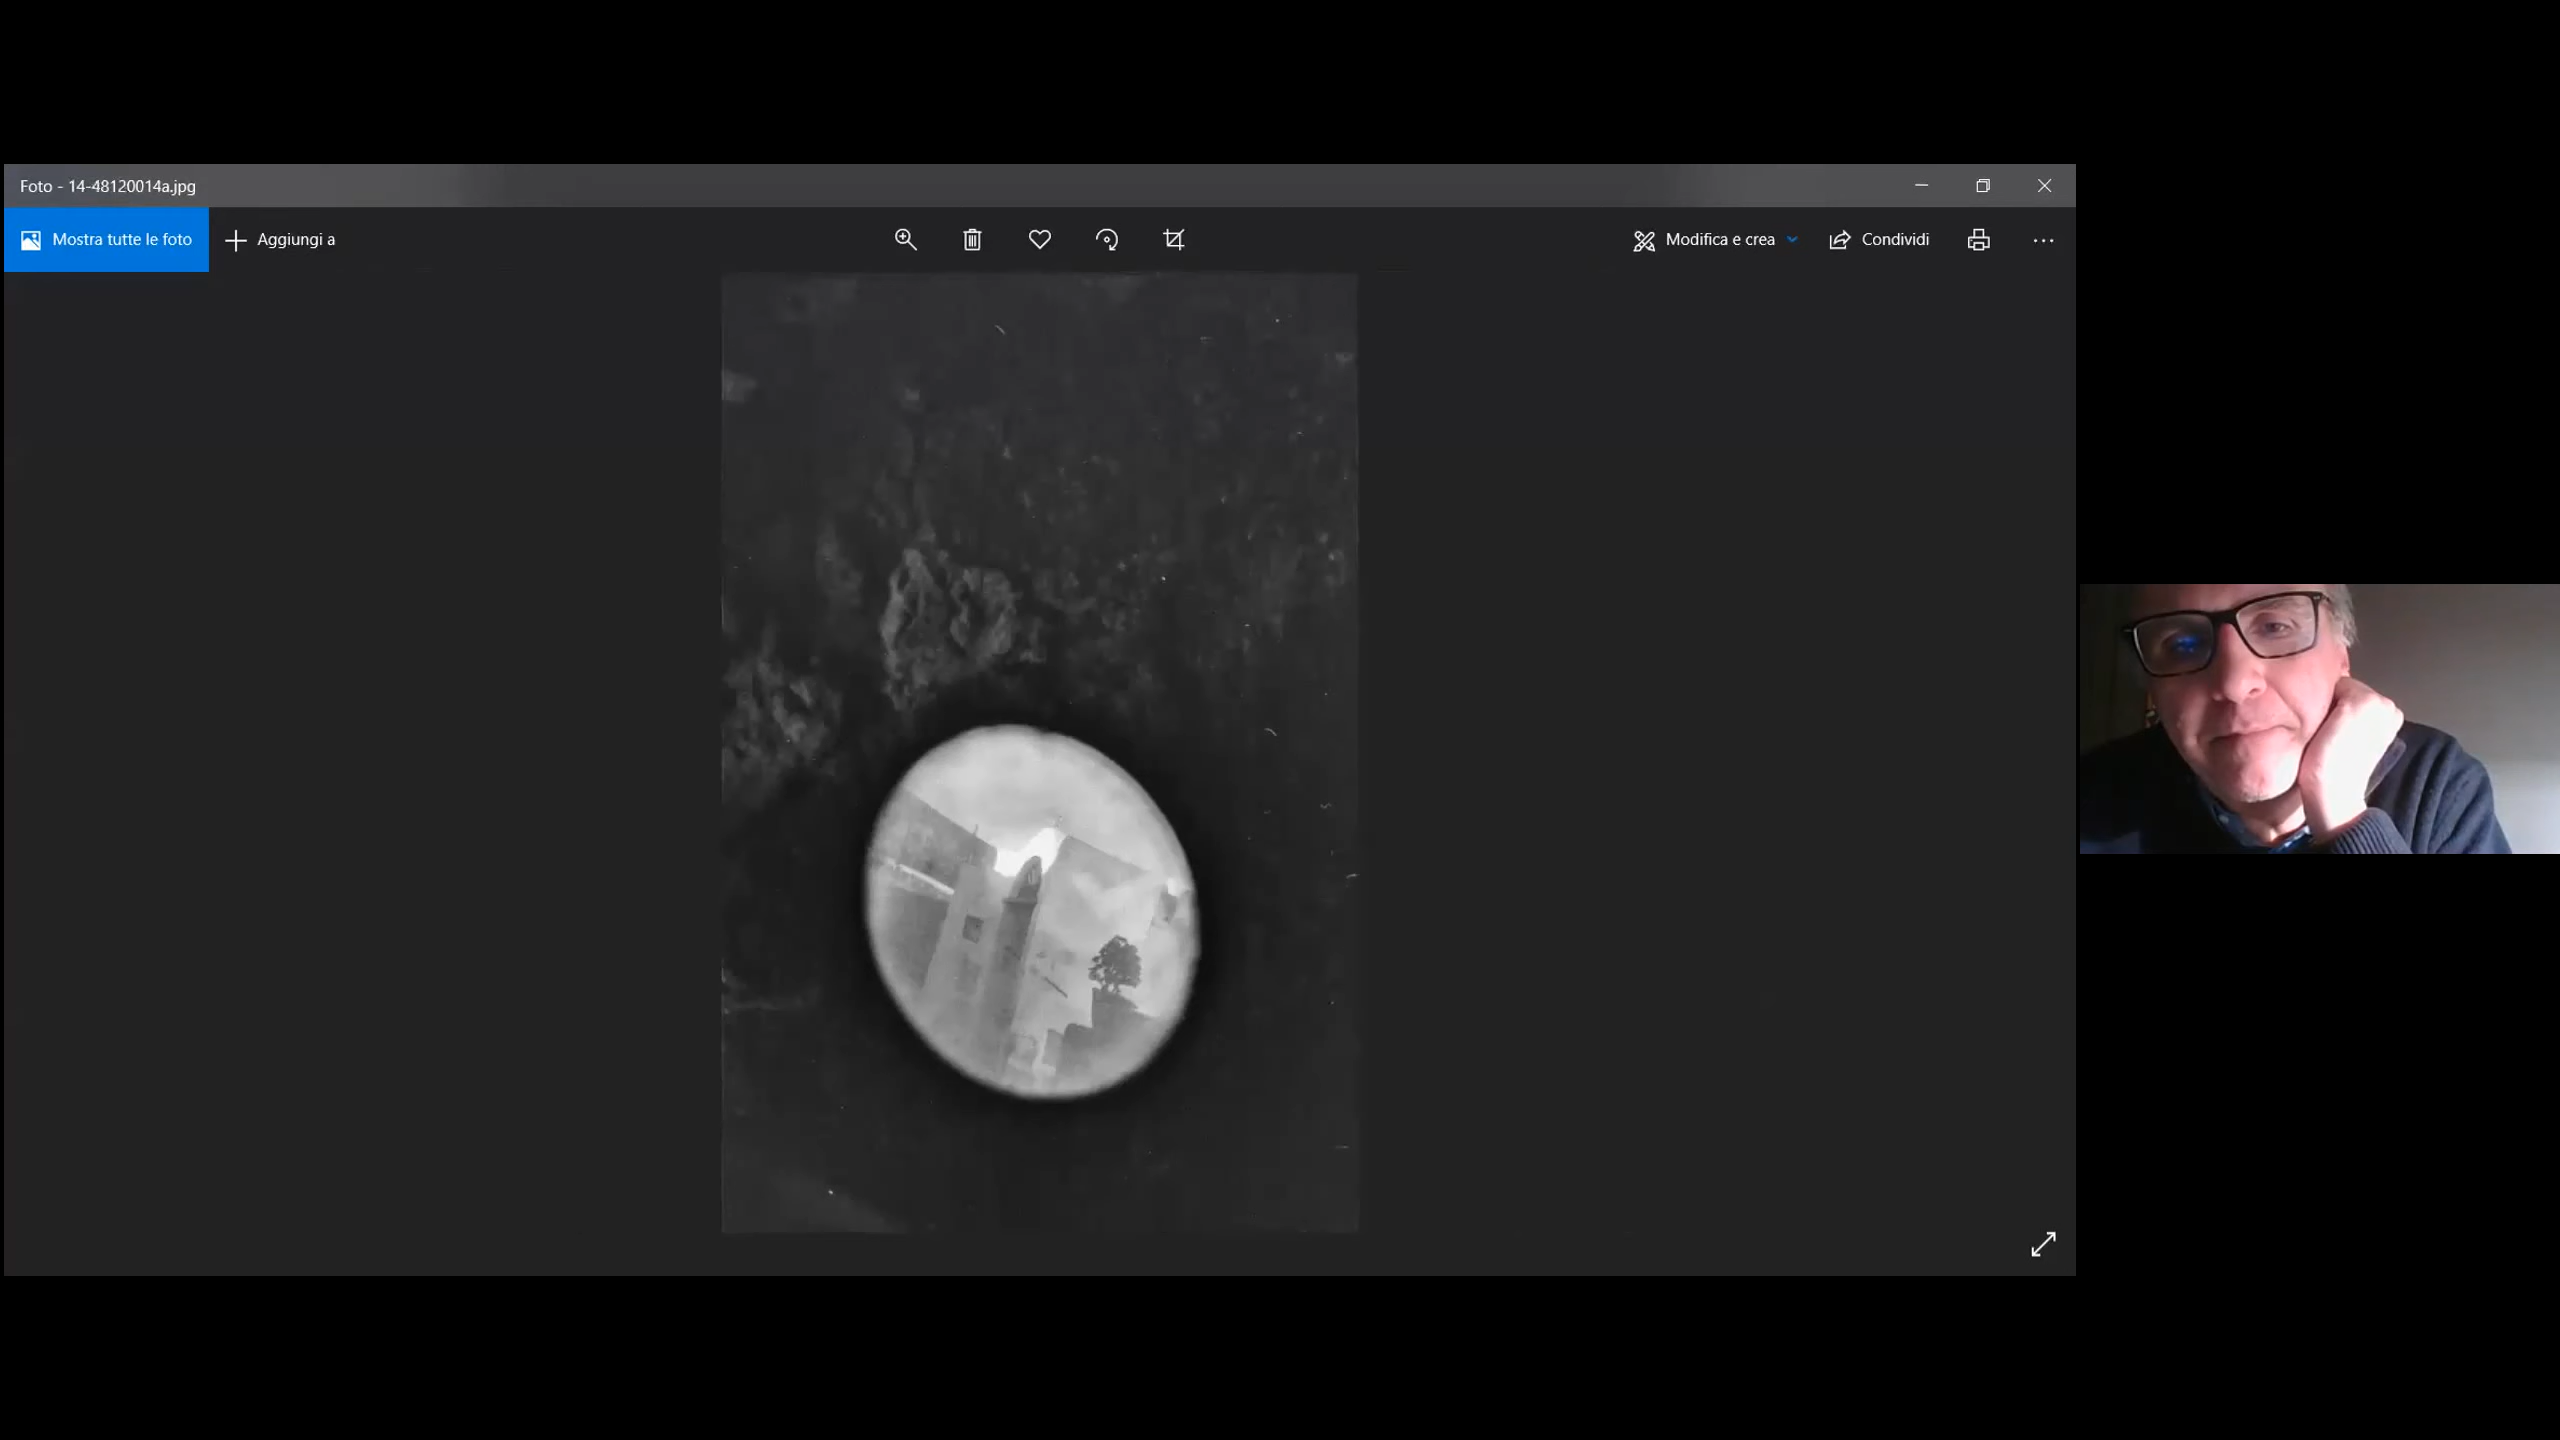 Foto - 14-48120014a.jpg
Mostra tutte le foto
Aggiungi a
Modifica e crea
Condividi